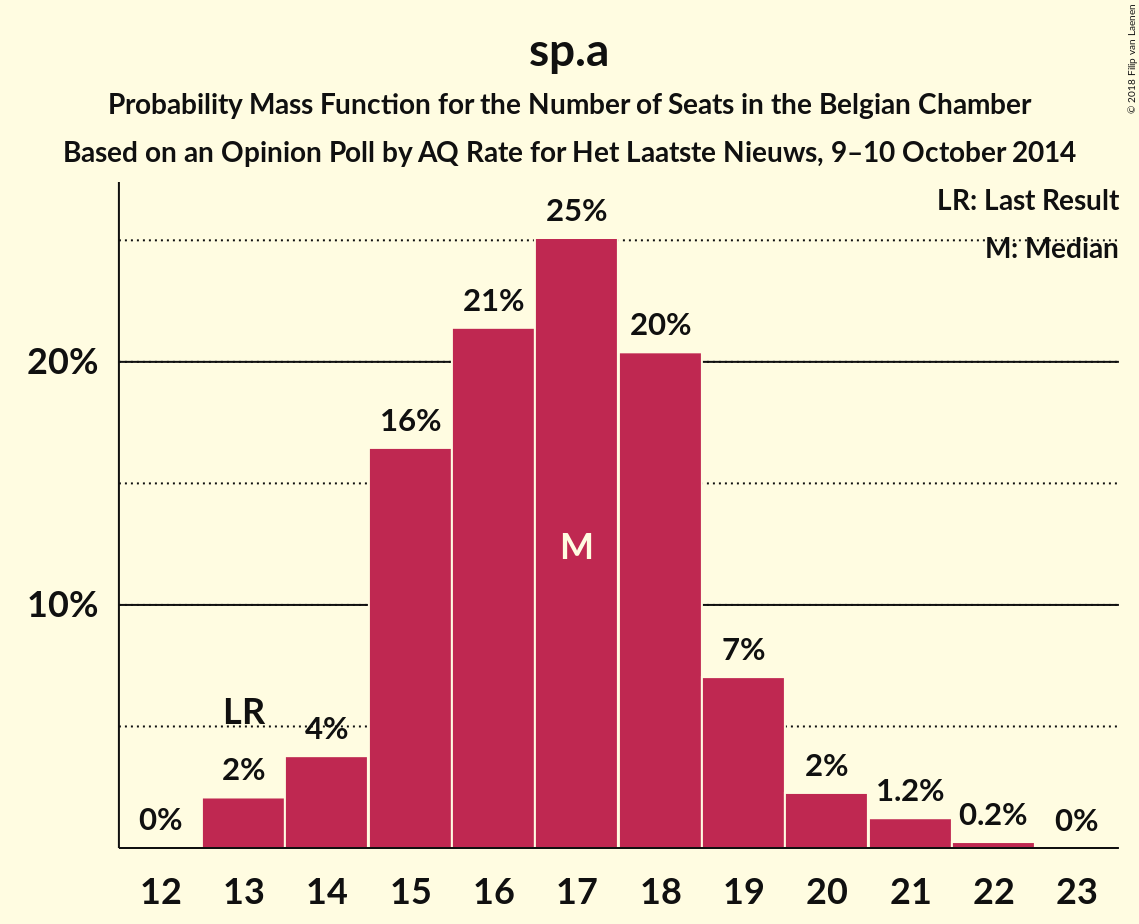 sp.a
Probability Mass Function for the Number of Seats in the Belgian Chamber
Based on an Opinion Poll by AQ Rate for Het Laatste Nieuws, 9–10 October 2014
© 2018 Filip van Laenen
LR: Last Result
M: Median
25%
21%
20%
20%
16%
M
10%
7%
LR
4%
2%
2%
1.2%
0.2%
0%
0%
12 13 14 15 16 17 18 19 20 21 22 23